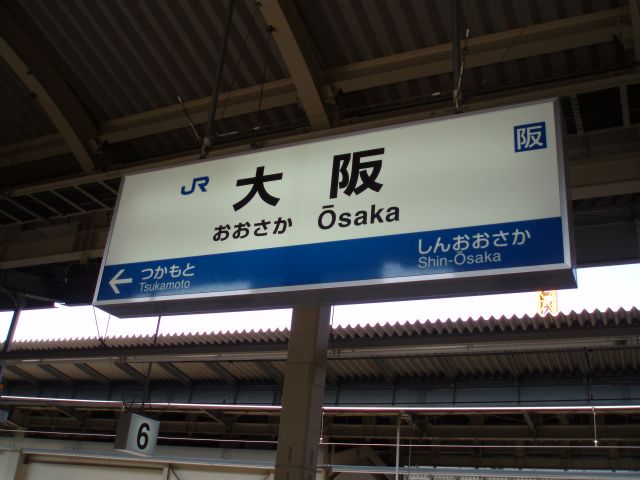 JR 大阪 阪
おおさか Ōsaka
← つかもと
Tsukamoto
しんおおさか
Shin-Ōsaka
6